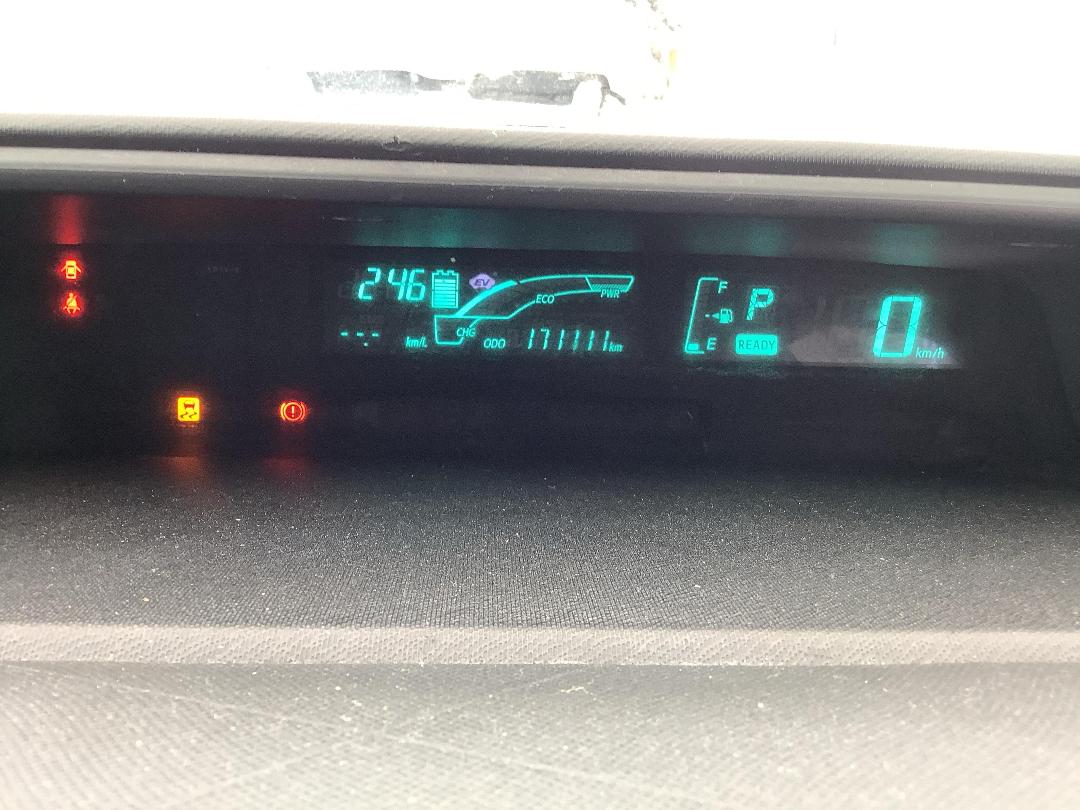 246 EV
ECO PWR
--.- km/L CHG ODO 171111 km
F P
E READY 0 km/h